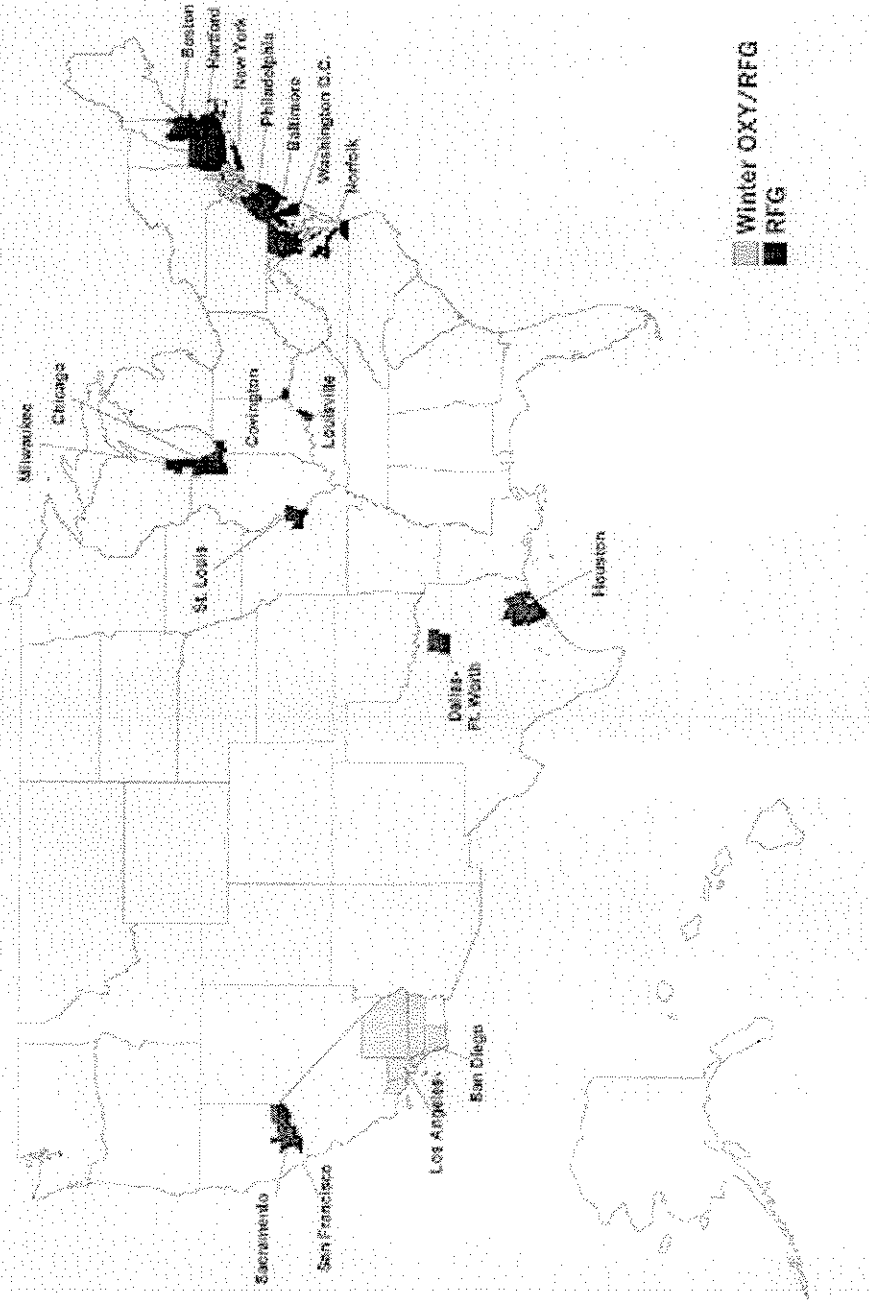 Boston
Hartford
New York
Philadelphia
Baltimore
Washington D.C.
Norfolk
Milwaukee
Chicago
Covington
Louisville
St. Louis
Dallas-
Ft. Worth
Houston
Sacramento
San Francisco
Los Angeles
San Diego
Winter OXY/RFG
RFG